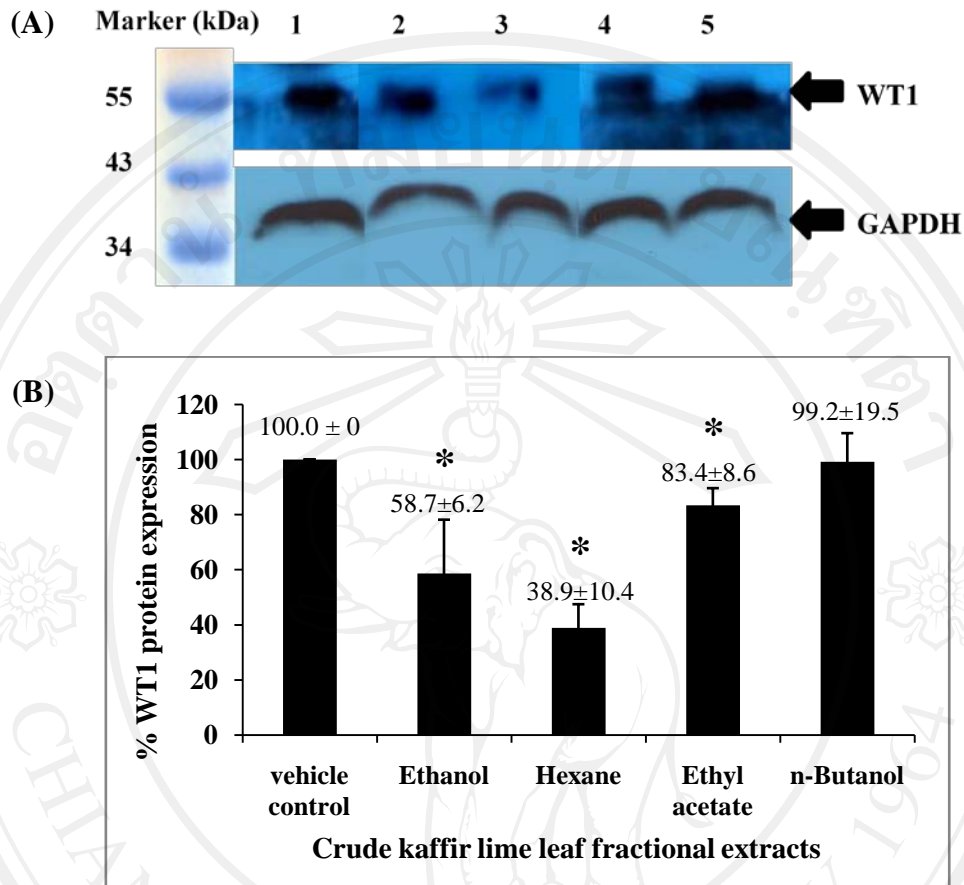 (A)
Marker (kDa) 1 2 3 4 5
55
WT1
43
34
GAPDH
(B)
120
100
80
60
40
20
0
% WT1 protein expression
100.0 ± 0
*
58.7±6.2
*
38.9±10.4
*
83.4±8.6
99.2±19.5
vehicle control
Ethanol
Hexane
Ethyl acetate
n-Butanol
Crude kaffir lime leaf fractional extracts
1964